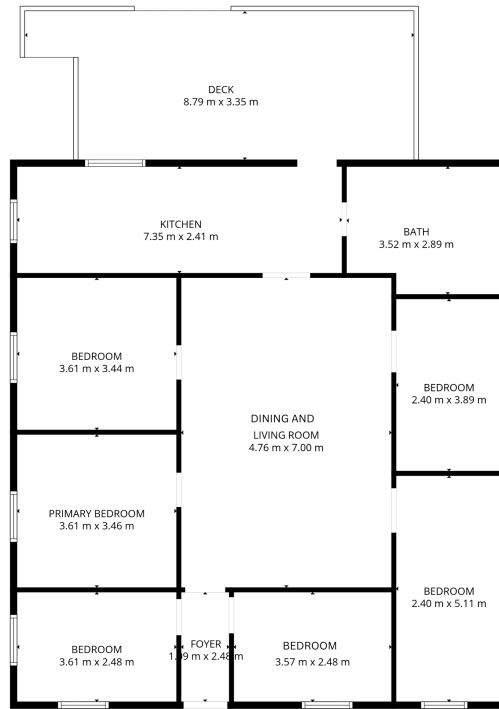 DECK
8.79 m x 3.35 m
KITCHEN
7.35 m x 2.41 m
BATH
3.52 m x 2.89 m
BEDROOM
3.61 m x 3.44 m
BEDROOM
2.40 m x 3.89 m
DINING AND
LIVING ROOM
4.76 m x 7.00 m
PRIMARY BEDROOM
3.61 m x 3.46 m
BEDROOM
2.40 m x 5.11 m
BEDROOM
3.61 m x 2.48 m
FOYER
m x 2.48 m
BEDROOM
3.57 m x 2.48 m